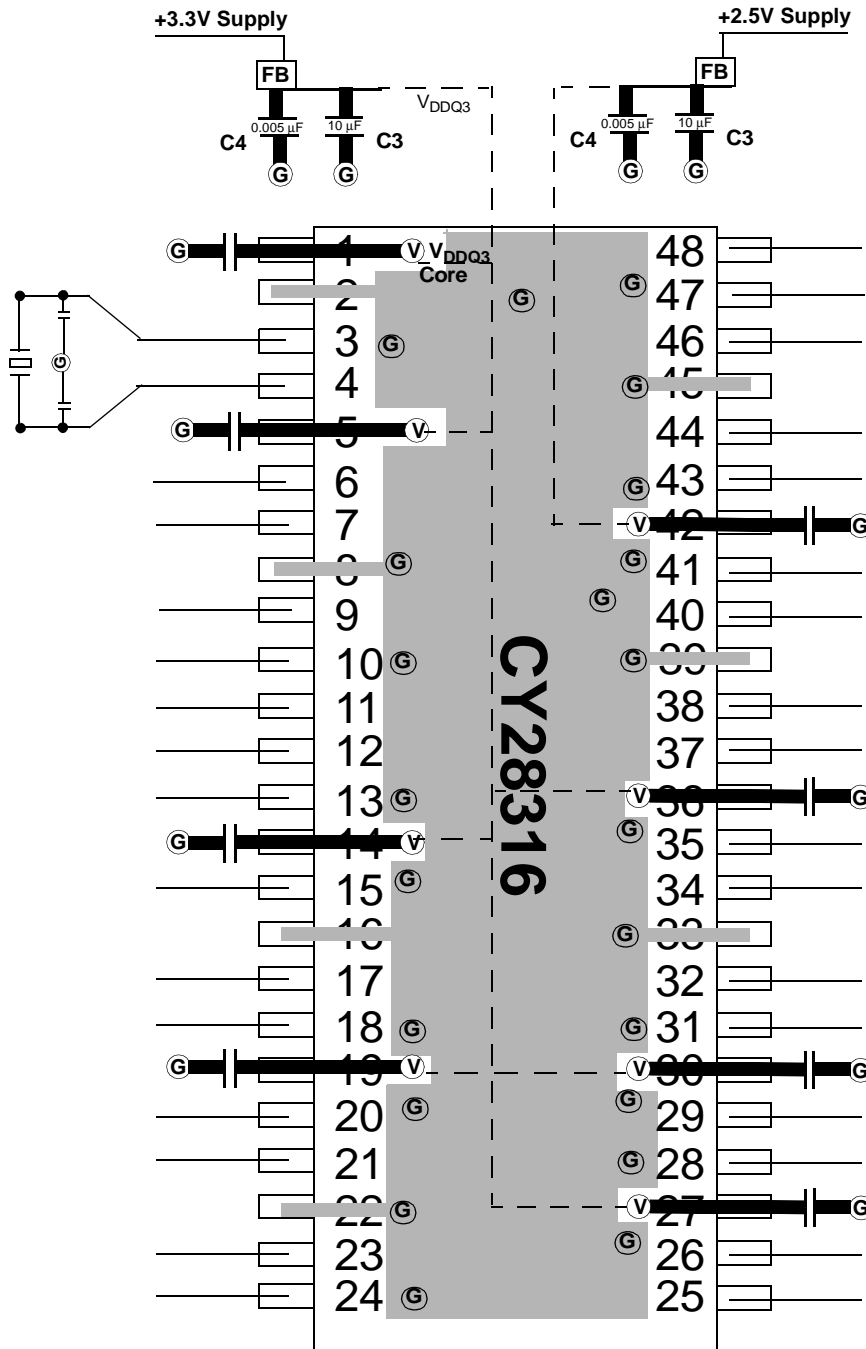 +3.3V Supply
+2.5V Supply
FB
FB
VDDQ3
0.005 µF
10 µF
C4
C3
G
G
0.005 µF
10 µF
C4
C3
G
G
G
1
V
VDDQ3
Core
48
2
G
G
47
3
G
46
G
4
G
45
G
5
V
44
6
G
43
7
V
42
G
8
G
G
41
9
G
40
10
G
G
39
11
38
12
37
13
G
V
36
G
CY28316
G
14
V
G
35
15
G
34
16
G
33
17
32
18
G
G
31
G
19
V
V
30
G
20
G
G
29
21
G
28
22
G
V
27
G
23
G
26
24
G
25